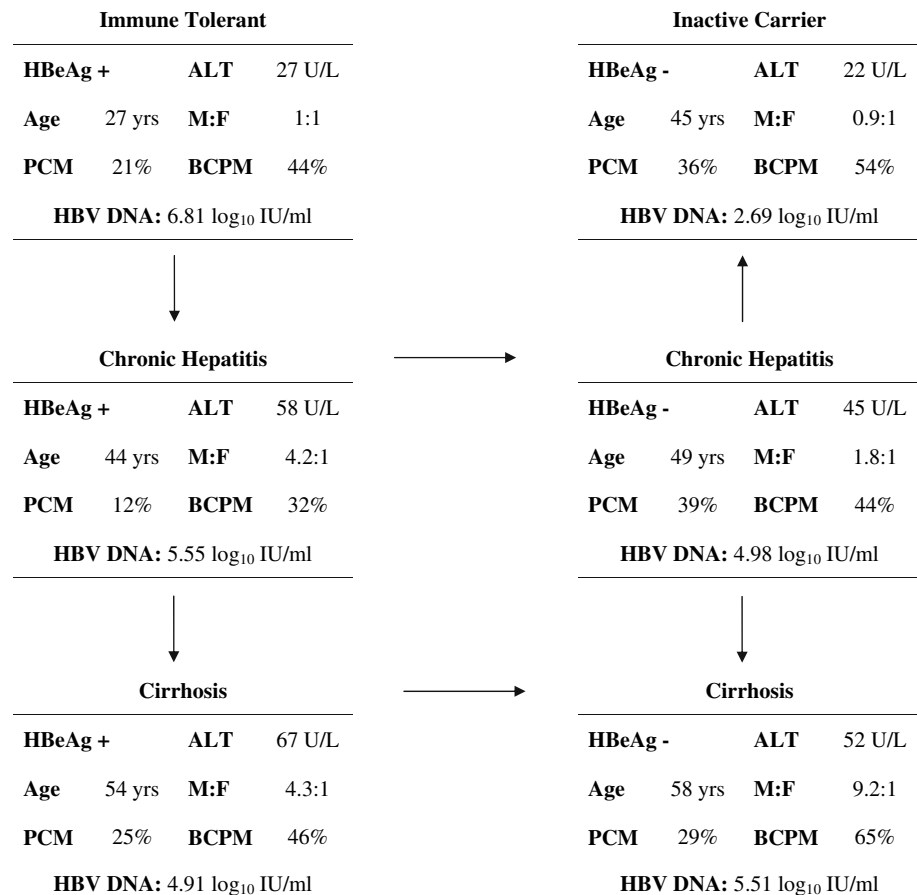 Immune Tolerant
HBeAg + ALT 27 U/L
Age 27 yrs M:F 1:1
PCM 21% BCPM 44%
HBV DNA: 6.81 log₁₀ IU/ml
Inactive Carrier
HBeAg - ALT 22 U/L
Age 45 yrs M:F 0.9:1
PCM 36% BCPM 54%
HBV DNA: 2.69 log₁₀ IU/ml
Chronic Hepatitis
HBeAg + ALT 58 U/L
Age 44 yrs M:F 4.2:1
PCM 12% BCPM 32%
HBV DNA: 5.55 log₁₀ IU/ml
Chronic Hepatitis
HBeAg - ALT 45 U/L
Age 49 yrs M:F 1.8:1
PCM 39% BCPM 44%
HBV DNA: 4.98 log₁₀ IU/ml
Cirrhosis
HBeAg + ALT 67 U/L
Age 54 yrs M:F 4.3:1
PCM 25% BCPM 46%
HBV DNA: 4.91 log₁₀ IU/ml
Cirrhosis
HBeAg - ALT 52 U/L
Age 58 yrs M:F 9.2:1
PCM 29% BCPM 65%
HBV DNA: 5.51 log₁₀ IU/ml